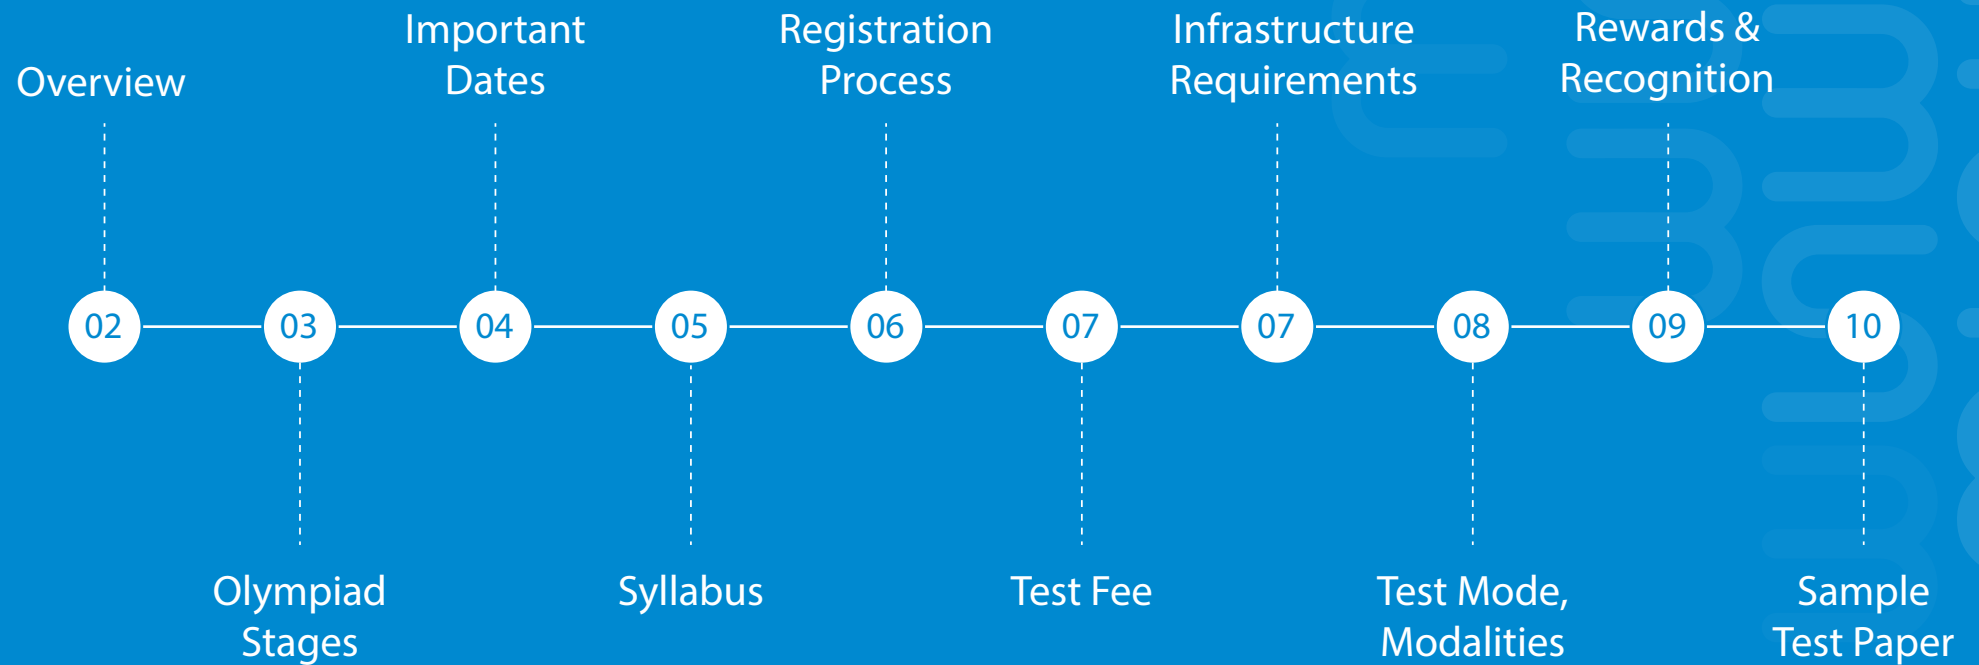 Overview
Important
Dates
Registration
Process
Infrastructure
Requirements
Rewards &
Recognition
02
03
04
05
06
07
07
08
09
10
Olympiad
Stages
Syllabus
Test Fee
Test Mode,
Modalities
Sample
Test Paper